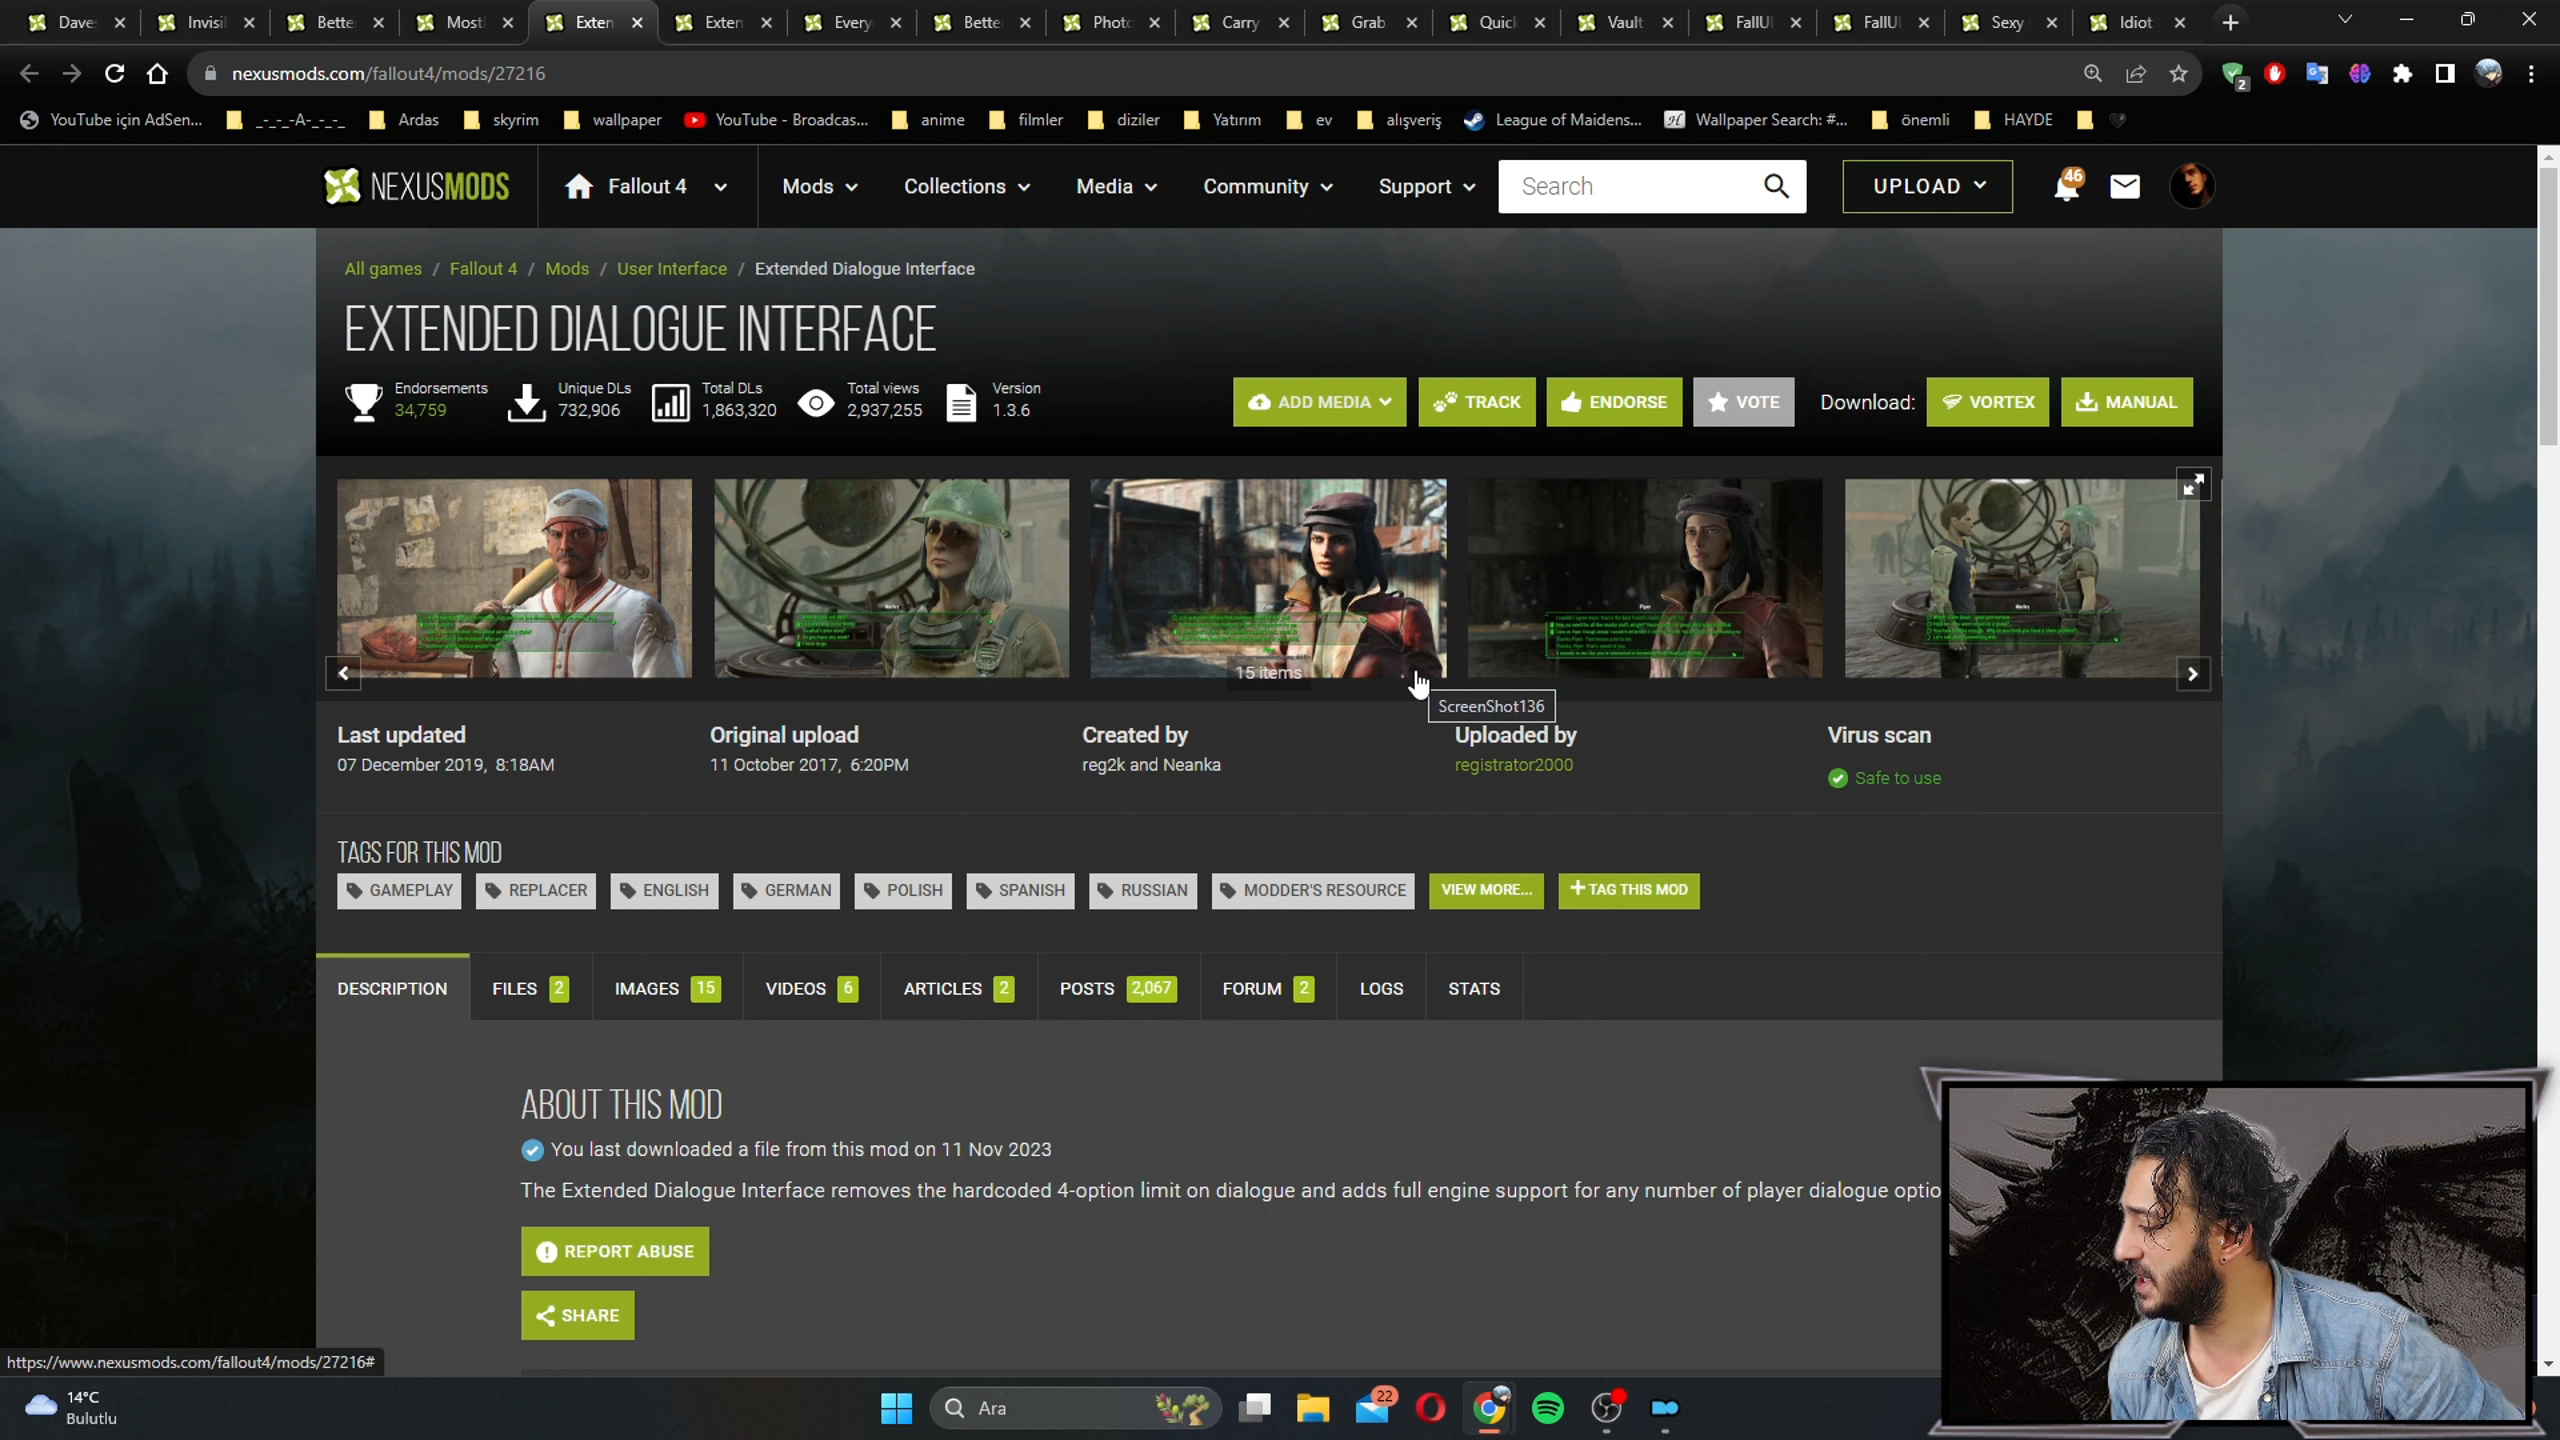 Dave
Invisi
Bette
Most
Exten
Exten
Every
Bette
Photo
Carry
Grab
Quick
Vault
FallU
FallU
Sexy
Idiot
nexusmods.com/fallout4/mods/27216
2
YouTube için AdSen...
_-_-_-A-_-_-_
Ardas
skyrim
wallpaper
YouTube - Broadcas...
anime
filmler
diziler
Yatırım
ev
alışveriş
League of Maidens...
Wallpaper Search: #...
önemli
HAYDE
NEXUSMODS
Fallout 4
Mods
Collections
Media
Community
Support
Search
UPLOAD
46
All games / Fallout 4 / Mods / User Interface / Extended Dialogue Interface
EXTENDED DIALOGUE INTERFACE
Endorsements
34,759
Unique DLs
732,906
Total DLs
1,863,320
Total views
2,937,255
Version
1.3.6
ADD MEDIA
TRACK
ENDORSE
VOTE
Download:
VORTEX
MANUAL
15 items
ScreenShot136
Last updated
07 December 2019, 8:18AM
Original upload
11 October 2017, 6:20PM
Created by
reg2k and Neanka
Uploaded by
registrator2000
Virus scan
Safe to use
TAGS FOR THIS MOD
GAMEPLAY
REPLACER
ENGLISH
GERMAN
POLISH
SPANISH
RUSSIAN
MODDER'S RESOURCE
VIEW MORE...
+ TAG THIS MOD
DESCRIPTION
FILES 2
IMAGES 15
VIDEOS 6
ARTICLES 2
POSTS 2,067
FORUM 2
LOGS
STATS
ABOUT THIS MOD
You last downloaded a file from this mod on 11 Nov 2023
The Extended Dialogue Interface removes the hardcoded 4-option limit on dialogue and adds full engine support for any number of player dialogue optio
REPORT ABUSE
SHARE
https://www.nexusmods.com/fallout4/mods/27216#
14°C
Bulutlu
Ara
22